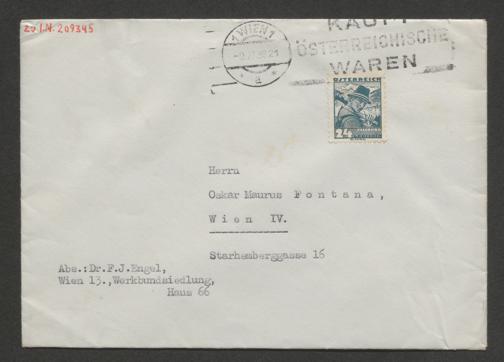 zu I.N. 209345
1 WIEN 1
KAUFT
ÖSTERREICHISCHE
WAREN
ÖSTERREICH
24
Herrn
Oskar Maurus Fontana,
Wien IV.
Starhemberggasse 16
Abs.:Dr.F.J.Engel,
Wien 13.,Werkbundsiedlung,
Haus 66